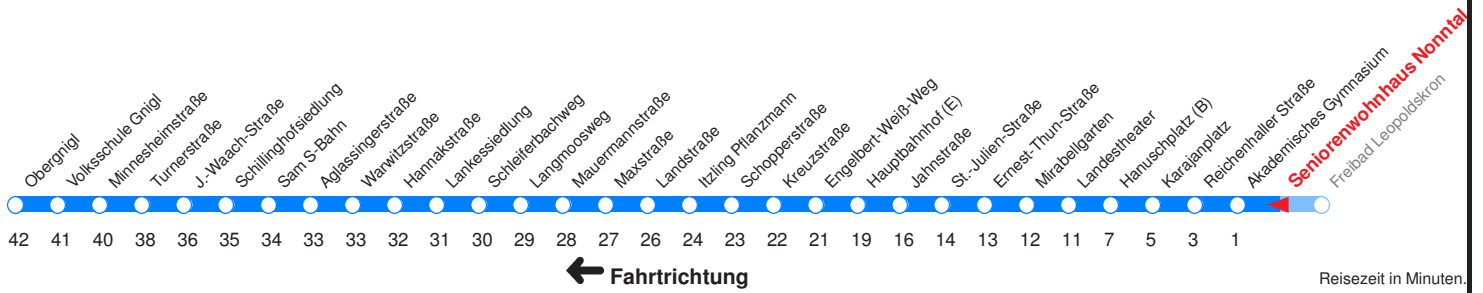 Obergnigl
Volksschule Gnigl
Minnesheimstraße
Turnerstraße
J.-Waach-Straße
Schillinghofsiedlung
Sam S-Bahn
Aglassingerstraße
Warwitzstraße
Hannakstraße
Lankessiedlung
Schleiferbachweg
Langmoosweg
Mauermannstraße
Maxstraße
Landstraße
Itzling Pflanzmann
Schopperstraße
Kreuzstraße
Engelbert-Weiß-Weg
Hauptbahnhof (E)
Jahnstraße
St.-Julien-Straße
Ernest-Thun-Straße
Mirabellgarten
Landestheater
Hanuschplatz (B)
Karajanplatz
Reichenhaller Straße
Akademisches Gymnasium
Seniorenwohnhaus Nonntal
Freibad Leopoldskron
42 41 40 38 36 35 34 33 33 32 31 30 29 28 27 26 24 23 22 21 19 16 14 13 12 11 7 5 3 1
Fahrtrichtung
Reisezeit in Minuten.